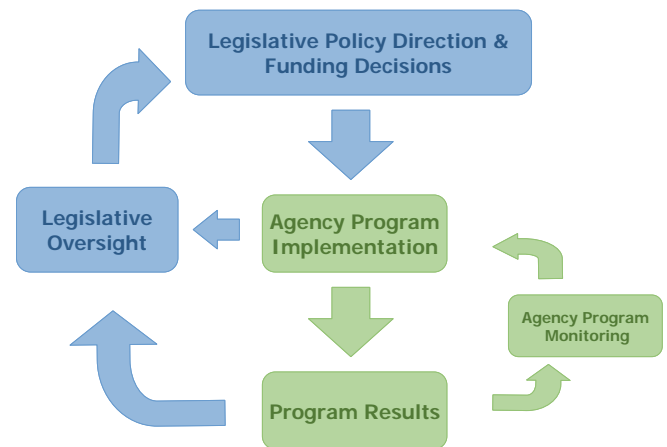 Legislative Policy Direction &
Funding Decisions
Legislative
Oversight
Agency Program
Implementation
Agency Program
Monitoring
Program Results